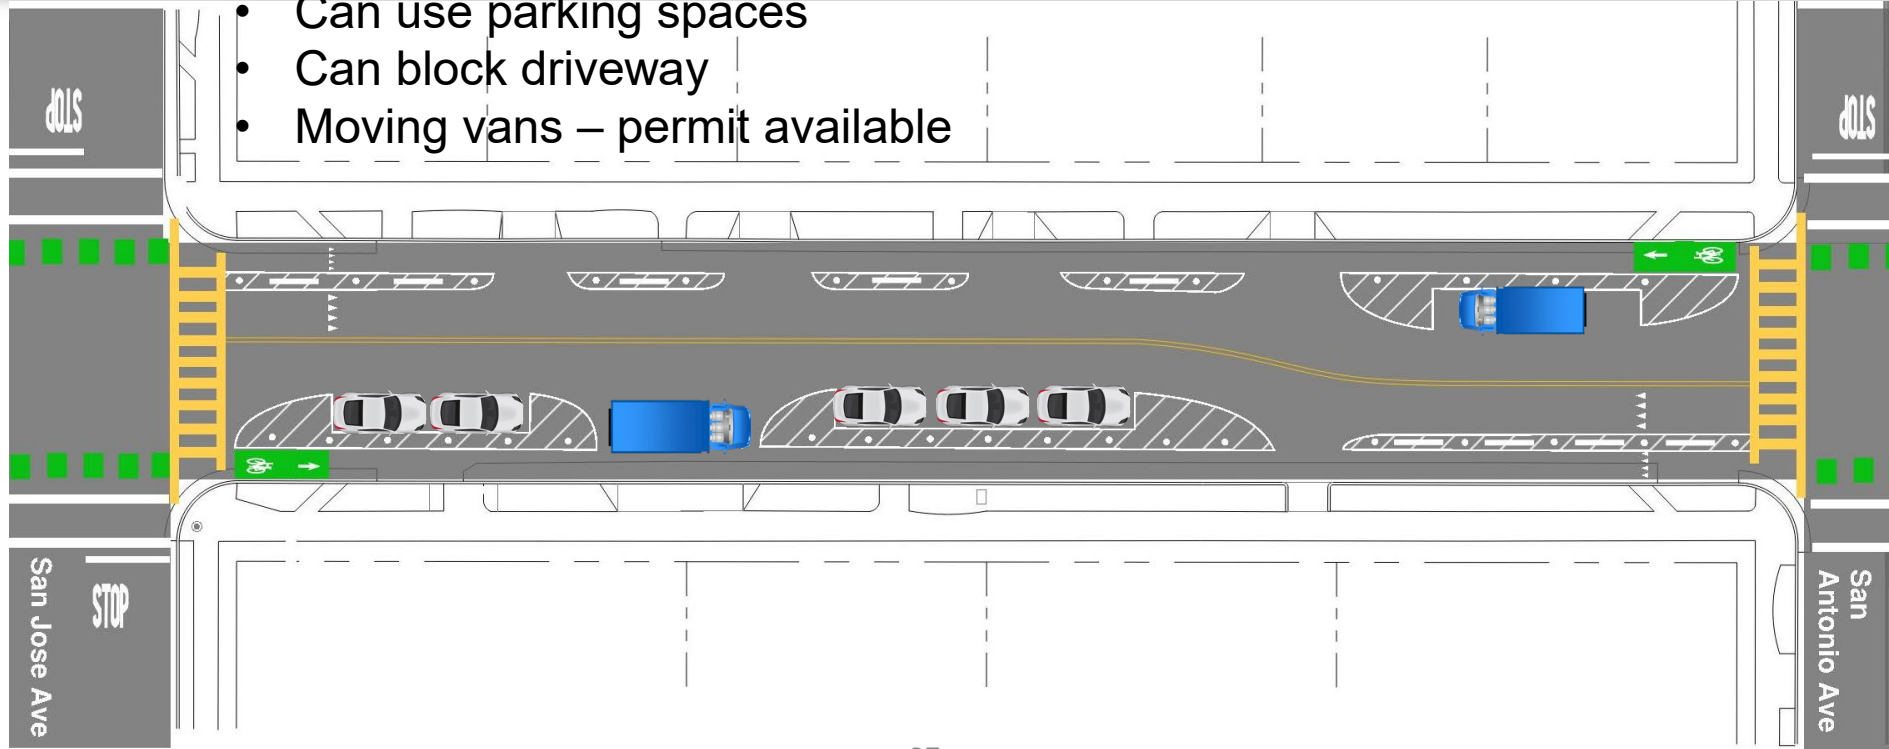 • Can use parking spaces
• Can block driveway
• Moving vans – permit available
STOP
STOP
STOP
San Jose Ave
San
Antonio Ave